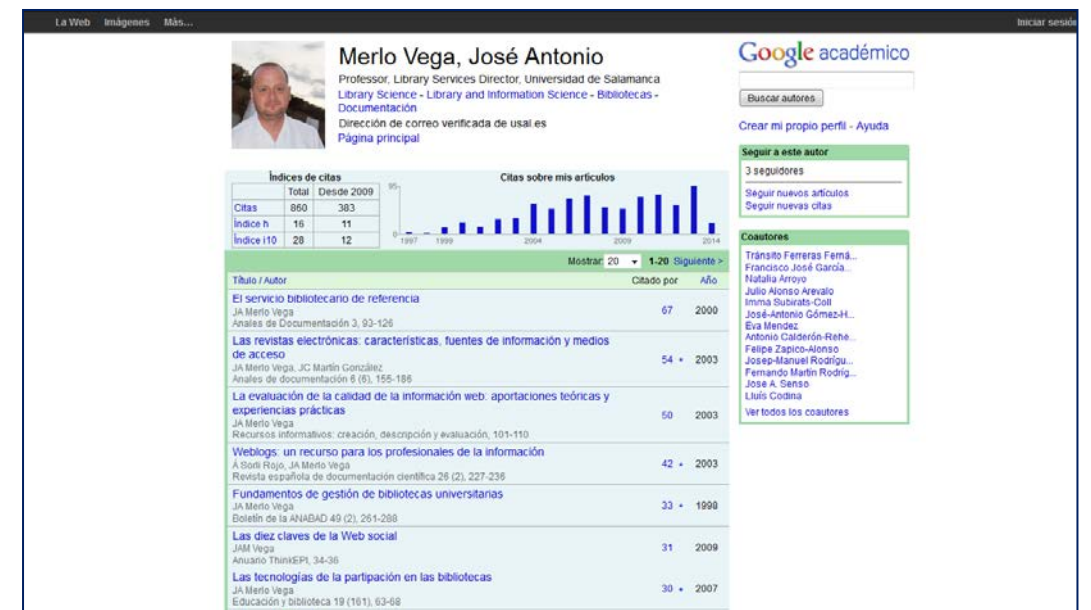 La Web Imágenes Más... Iniciar sesión
Merlo Vega, José Antonio
Professor, Library Services Director, Universidad de Salamanca
Library Science - Library and Information Science - Bibliotecas -
Documentación
Dirección de correo verificada de usal.es
Página principal
Google académico
Buscar autores
Crear mi propio perfil - Ayuda
Seguir a este autor
3 seguidores
Seguir nuevos artículos
Seguir nuevas citas
Coautores
Tránsito Ferreras Ferná...
Francisco José García...
Natalia Arroyo
Julio Alonso Arevalo
Imma Subirats-Coll
José-Antonio Gómez-H...
Eva Mendez
Antonio Calderón-Rehe...
Felipe Zapico-Alonso
Josep-Manuel Rodrígu...
Fernando Martin Rodríg...
Jose A. Senso
Lluís Codina
Ver todos los coautores
Índices de citas
Total Desde 2009
Citas 860 383
Índice h 16 11
Índice i10 28 12
Citas sobre mis artículos
95
0
1997 1999 2004 2009 2014
Mostrar: 20 1-20 Siguiente >
Título / Autor Citado por Año
El servicio bibliotecario de referencia 67 2000
JA Merlo Vega
Anales de Documentación 3, 93-126
Las revistas electrónicas: características, fuentes de información y medios
de acceso 54 * 2003
JA Merlo Vega, JC Martín González
Anales de documentación 6 (6), 155-186
La evaluación de la calidad de la información web: aportaciones teóricas y
experiencias prácticas 50 2003
JA Merlo Vega
Recursos informativos: creación, descripción y evaluación, 101-110
Weblogs: un recurso para los profesionales de la información 42 * 2003
Á Sorli Rojo, JA Merlo Vega
Revista española de documentación científica 26 (2), 227-236
Fundamentos de gestión de bibliotecas universitarias 33 * 1998
JA Merlo Vega
Boletín de la ANABAD 49 (2), 261-288
Las diez claves de la Web social 31 2009
JAM Vega
Anuario ThinkEPI, 34-36
Las tecnologías de la partipación en las bibliotecas 30 * 2007
JA Merlo Vega
Educación y biblioteca 19 (161), 63-68